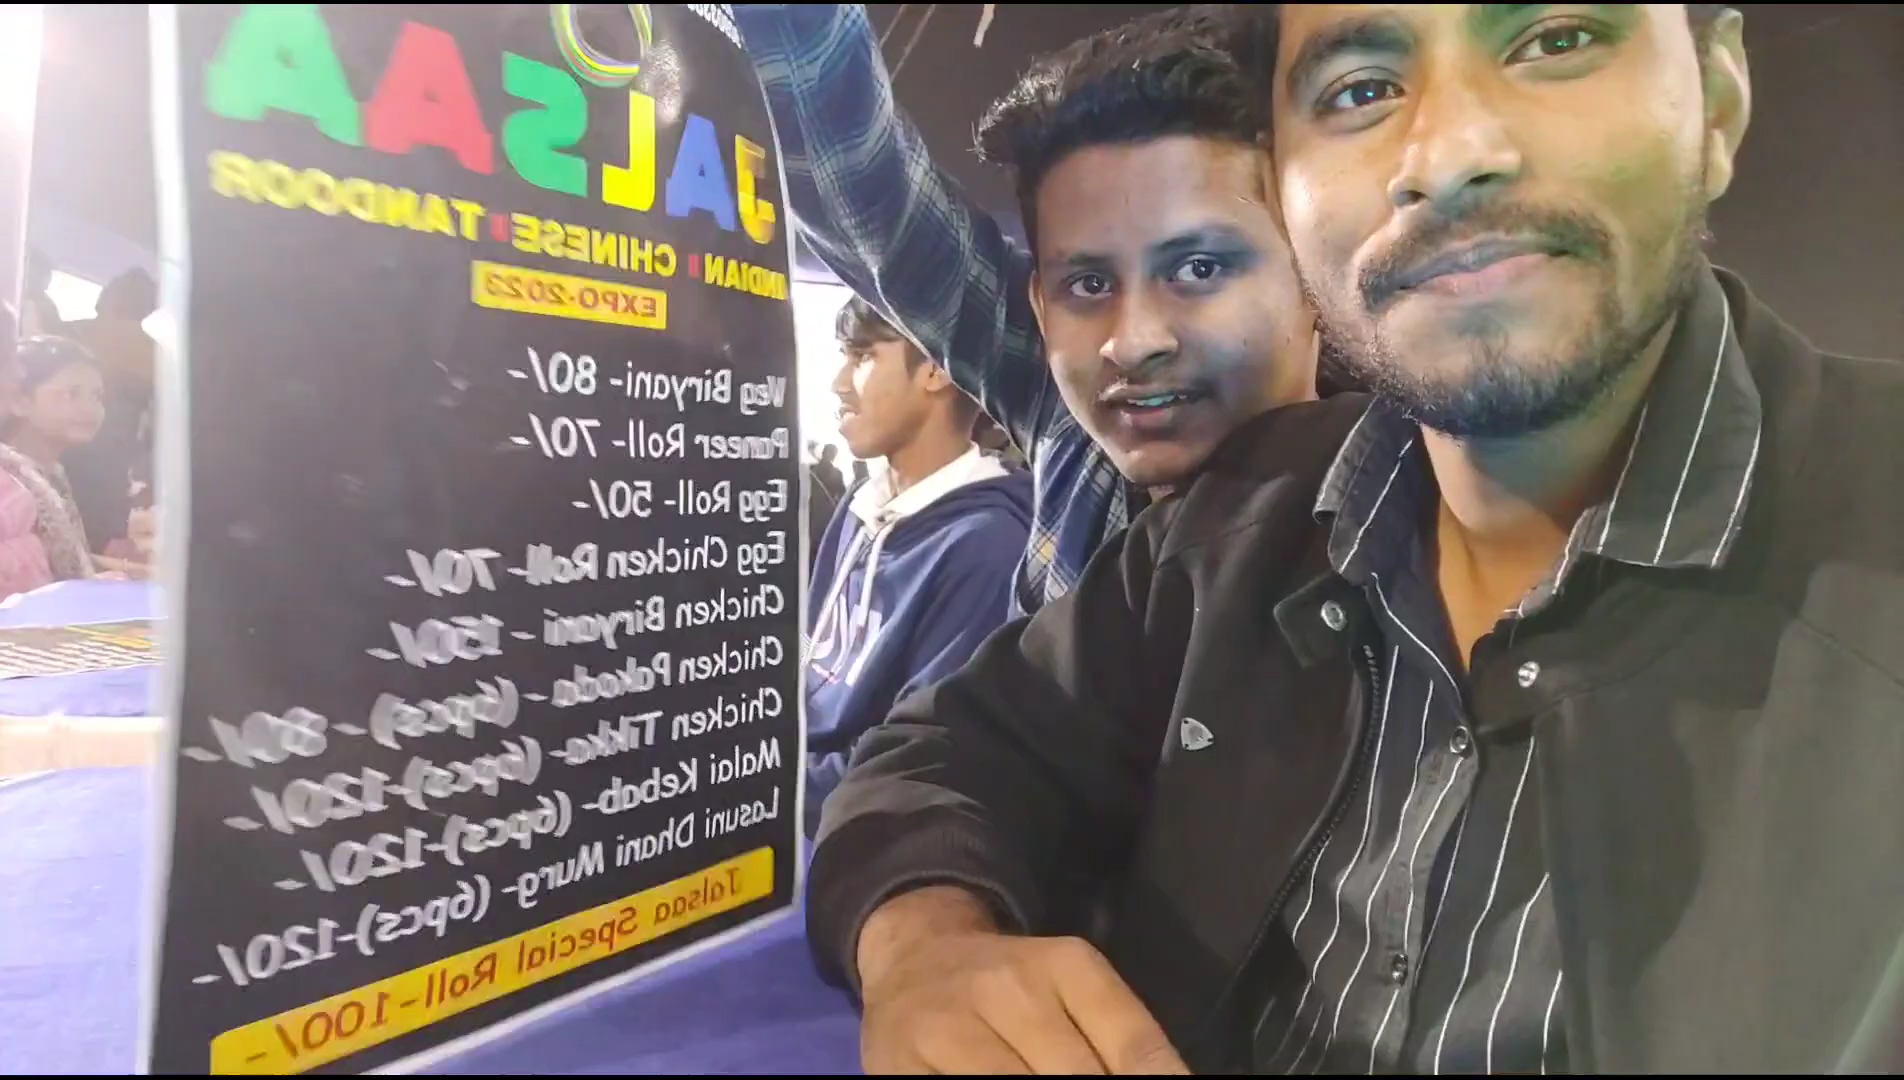 JALSAA
INDIAN CHINESE TANDOOR
EXPO-2023
Veg Biryani- 80/-
Paneer Roll- 70/-
Egg Roll- 50/-
Egg Chicken Roll- 70/-
Chicken Biryani - 150/-
Chicken Pakoda - (6pcs) - 80/-
Chicken Tikka- (6pcs)-120/-
Malai Kebab- (6pcs)-120/-
Lasuni Dhani Murg- (6pcs)-120/-
Jalsaa Special Roll-100/-